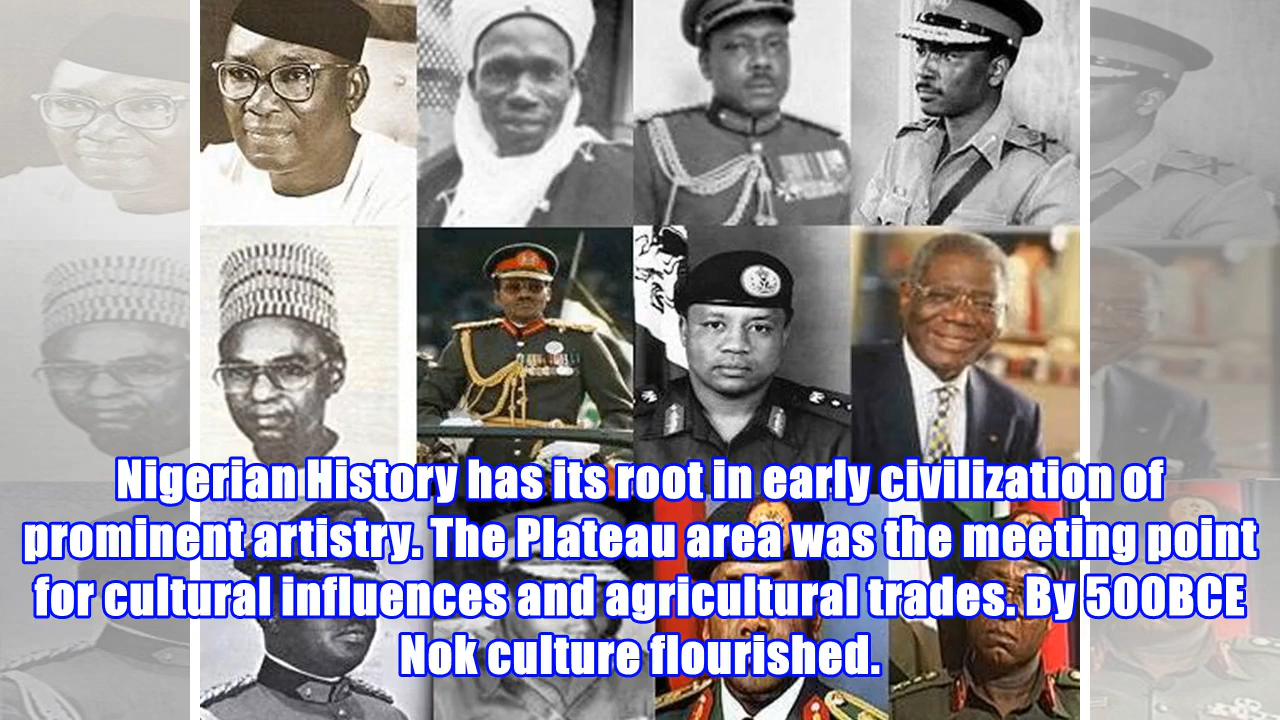 Nigerian History has its root in early civilization of
prominent artistry. The Plateau area was the meeting point
for cultural influences and agricultural trades. By 500BCE
Nok culture flourished.